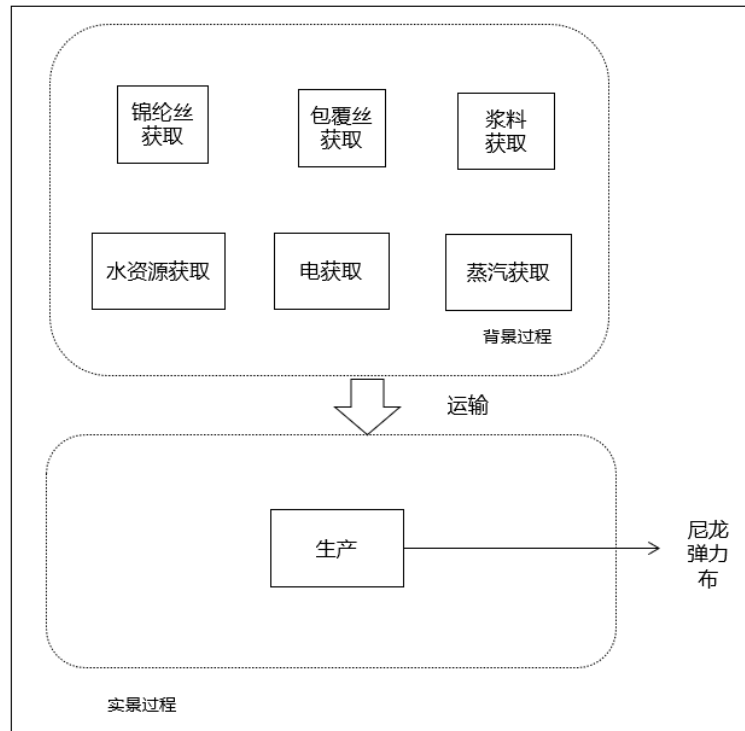 锦纶丝
获取
包覆丝
获取
浆料
获取
水资源获取
电获取
蒸汽获取
背景过程
运输
生产
尼龙
弹力
布
实景过程